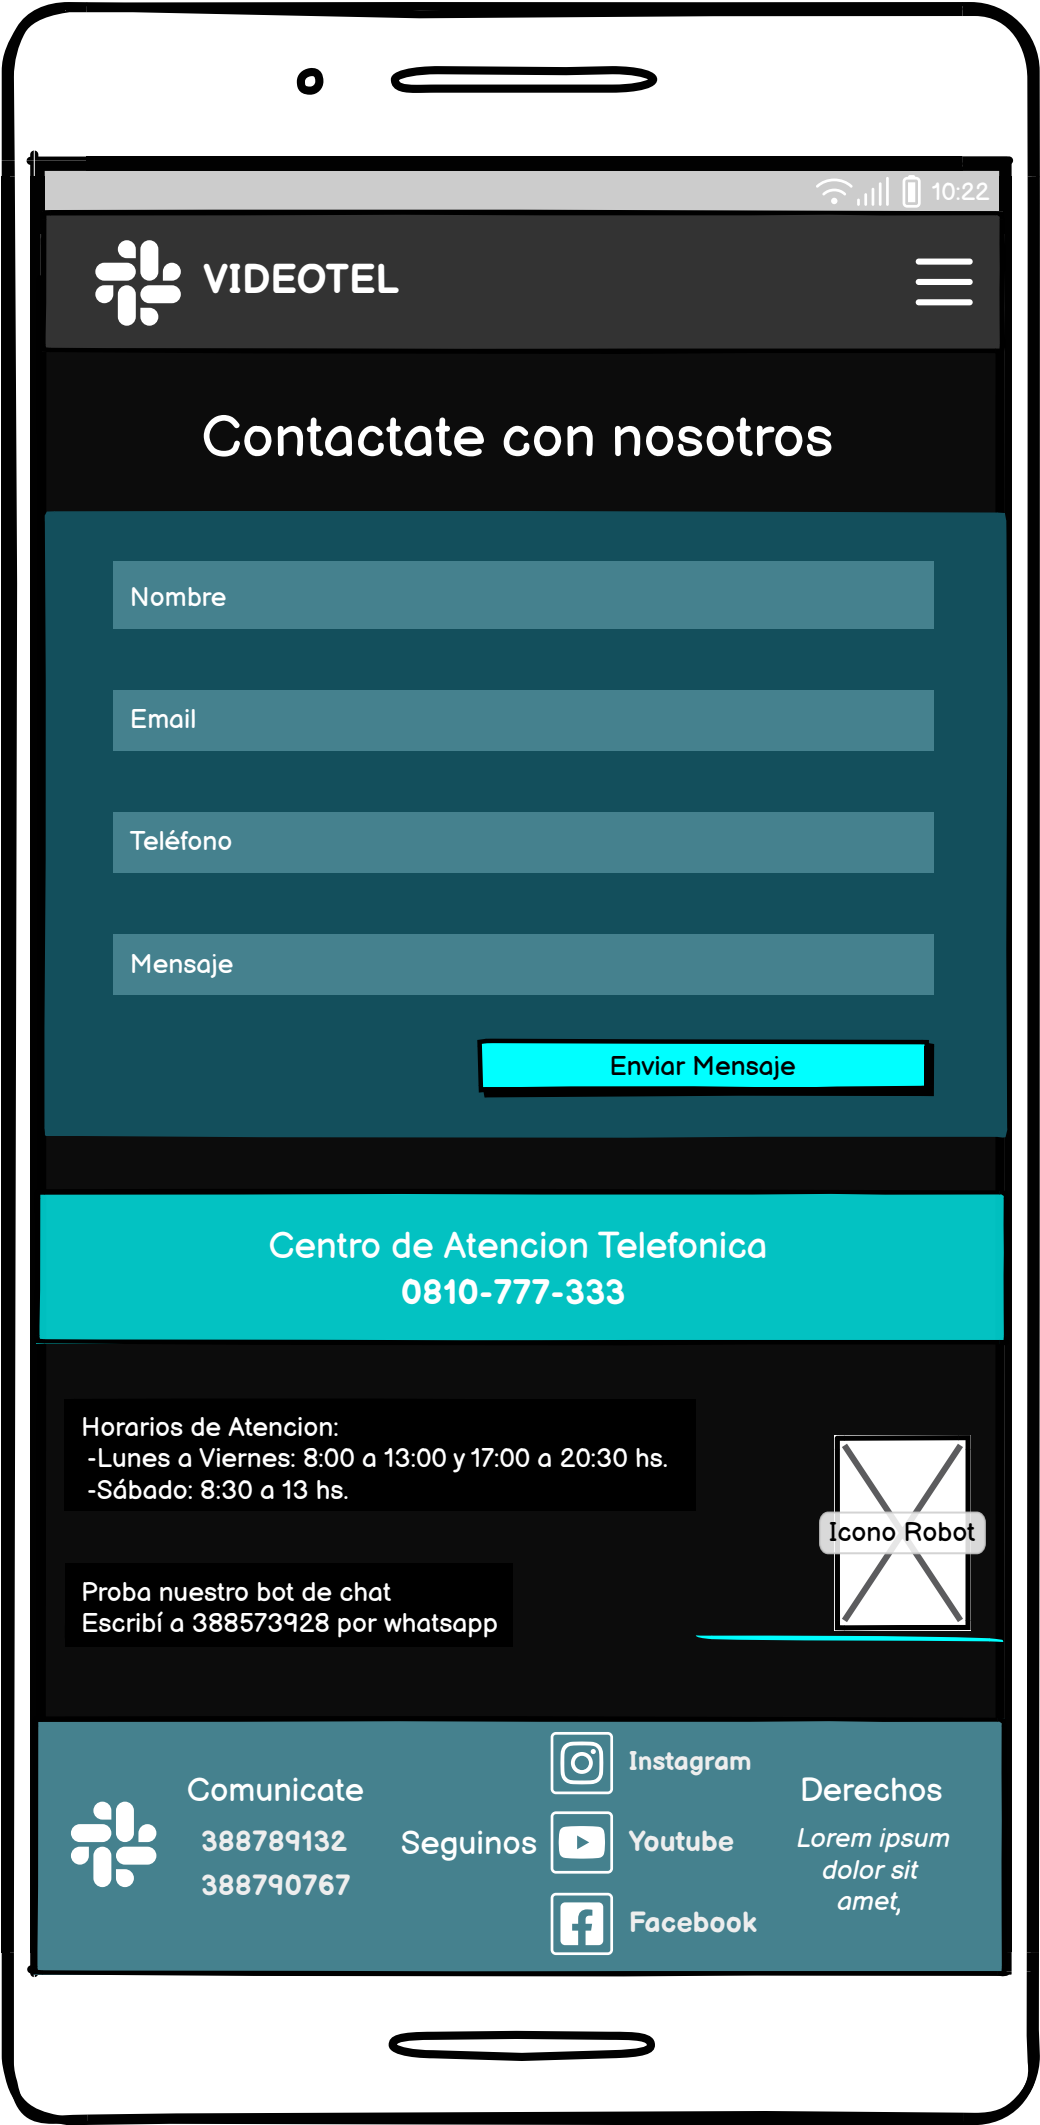 10:22
VIDEOTEL
Contactate con nosotros
Nombre
Email
Teléfono
Mensaje
Enviar Mensaje
Centro de Atencion Telefonica
0810-777-333
Horarios de Atencion:
-Lunes a Viernes: 8:00 a 13:00 y 17:00 a 20:30 hs.
-Sábado: 8:30 a 13 hs.
Icono Robot
Proba nuestro bot de chat
Escribí a 388573928 por whatsapp
Comunicate
388789132
388790767
Seguinos
Instagram
Youtube
Facebook
Derechos
Lorem ipsum
dolor sit
amet,